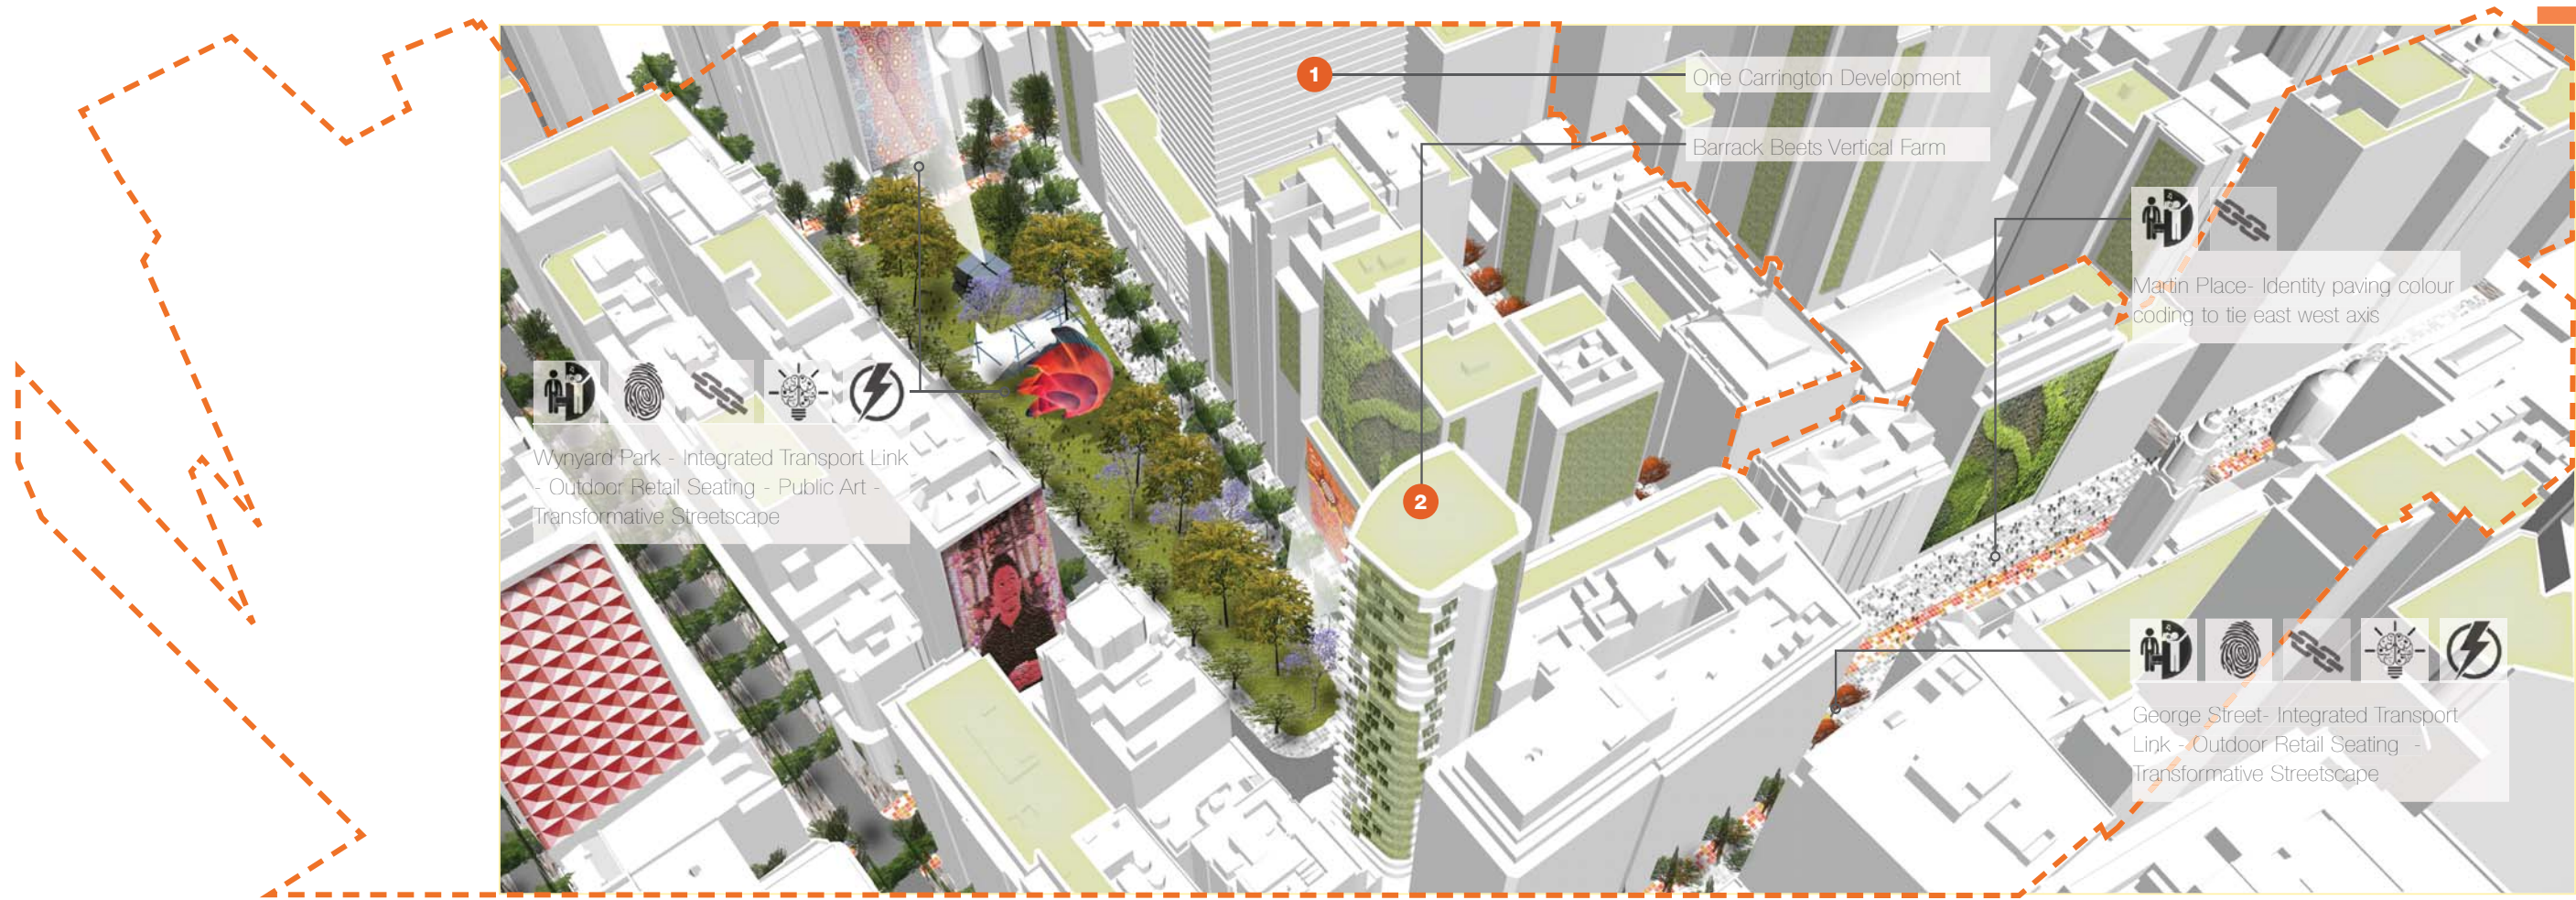 1
One Carrington Development
Barrack Beets Vertical Farm
Martin Place- Identity paving colour
coding to tie east west axis
Wynyard Park - Integrated Transport Link
- Outdoor Retail Seating - Public Art -
Transformative Streetscape
2
George Street- Integrated Transport
Link - Outdoor Retail Seating -
Transformative Streetscape